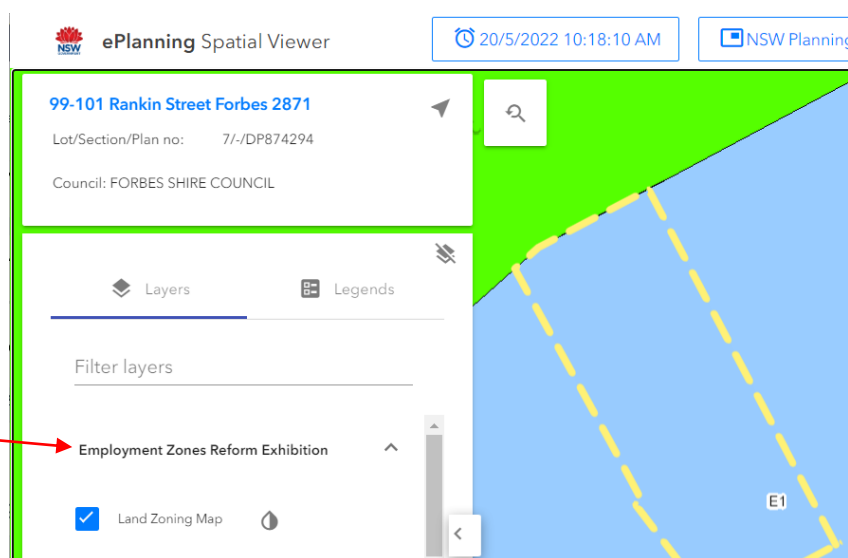 NSW
ePlanning Spatial Viewer
20/5/2022 10:18:10 AM
NSW Planning
99-101 Rankin Street Forbes 2871
Lot/Section/Plan no: 7/-/DP874294
Council: FORBES SHIRE COUNCIL
Layers
Legends
Filter layers
Employment Zones Reform Exhibition
Land Zoning Map
E1